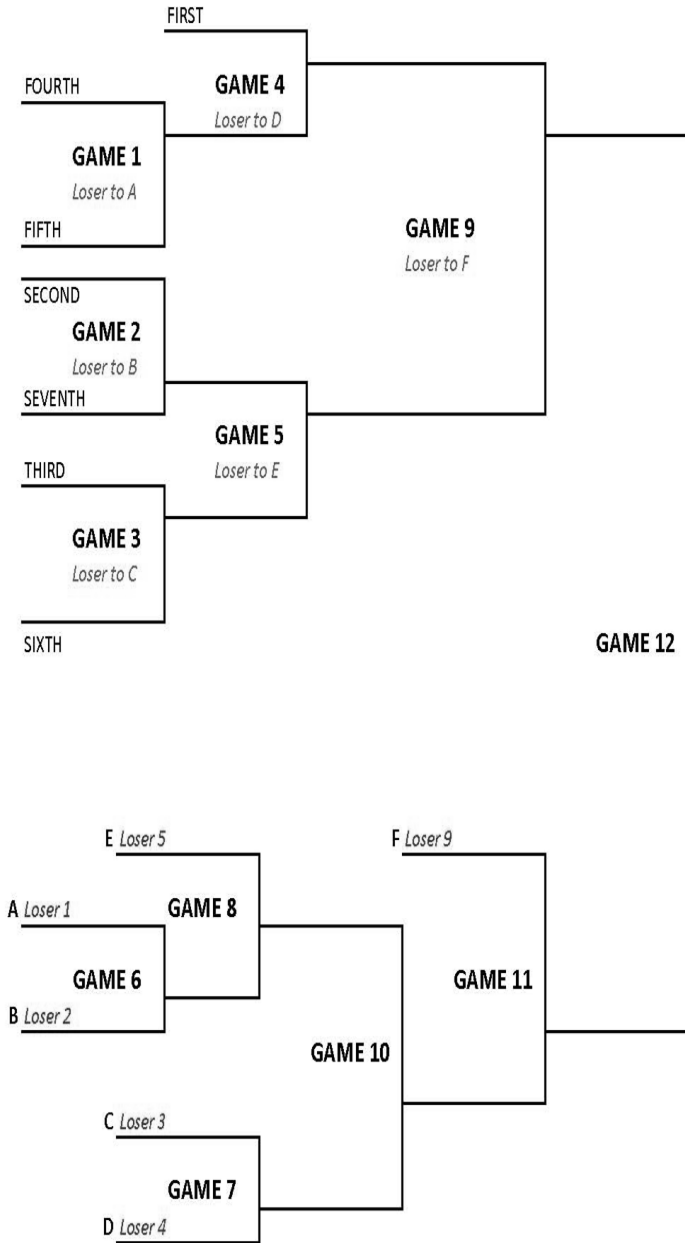 FIRST
GAME 4
Loser to D
FOURTH
GAME 1
Loser to A
FIFTH
GAME 9
Loser to F
SECOND
GAME 2
Loser to B
SEVENTH
GAME 5
Loser to E
THIRD
GAME 3
Loser to C
SIXTH
GAME 12
E Loser 5
F Loser 9
A Loser 1
GAME 8
GAME 6
GAME 11
B Loser 2
GAME 10
C Loser 3
GAME 7
D Loser 4